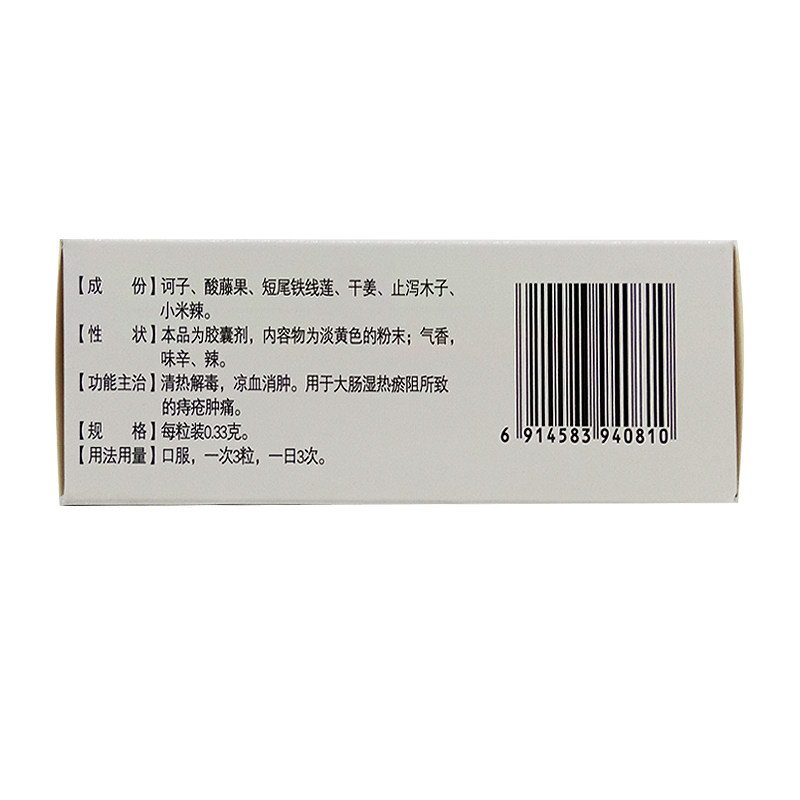 【成　份】诃子、酸藤果、短尾铁线莲、干姜、止泻木子、
小米辣。
【性　状】本品为胶囊剂，内容物为淡黄色的粉末；气香，
味辛、辣。
【功能主治】清热解毒，凉血消肿。用于大肠湿热瘀阻所致
的痔疮肿痛。
【规　格】每粒装0.33克。
【用法用量】口服，一次3粒，一日3次。
6 914583 940810